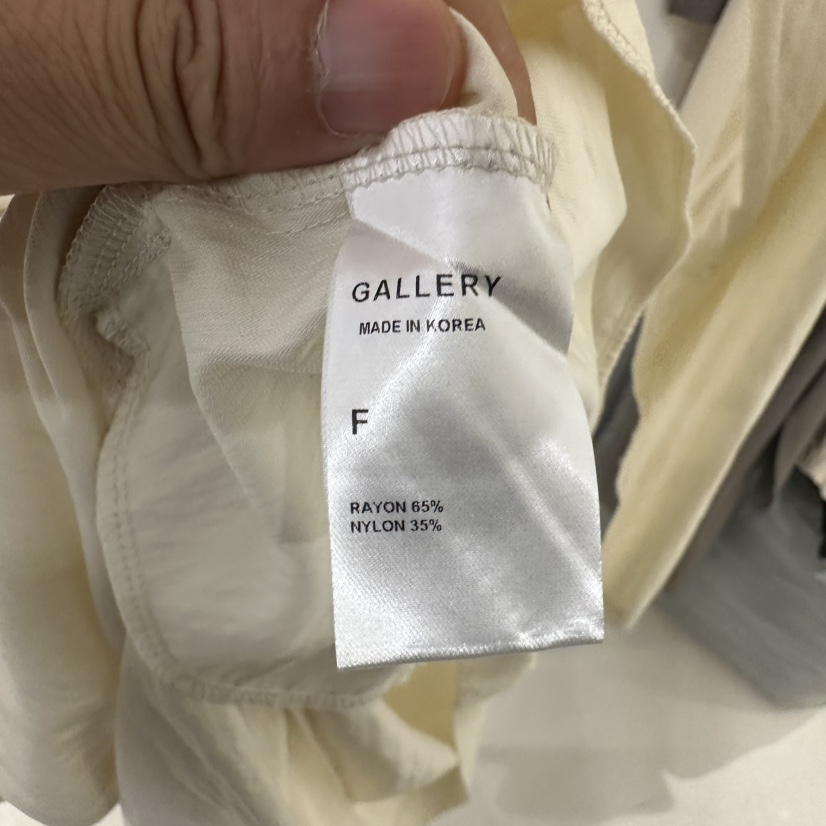 GALLERY
MADE IN KOREA
F
RAYON 65%
NYLON 35%